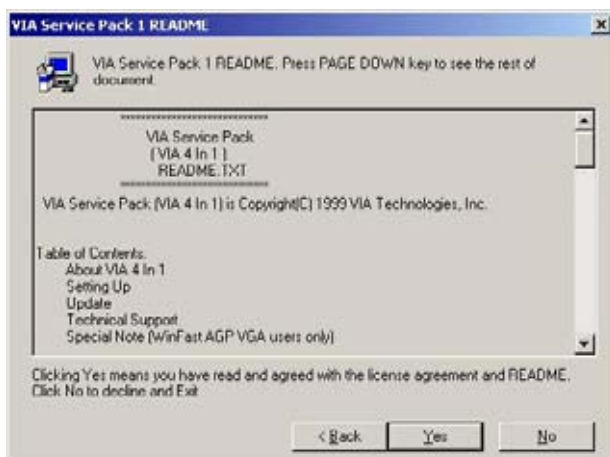 VIA Service Pack 1 README
VIA Service Pack 1 README. Press PAGE DOWN key to see the rest of
document.
==========================
VIA Service Pack
( VIA 4 In 1 )
README.TXT
==========================
VIA Service Pack (VIA 4 In 1) is Copyright(C) 1999 VIA Technologies, Inc.
Table of Contents.
About VIA 4 In 1
Setting Up
Update
Technical Support
Special Note (WinFast AGP VGA users only)
Clicking Yes means you have read and agreed with the license agreement and README.
Click No to decline and Exit
< Back
Yes
No